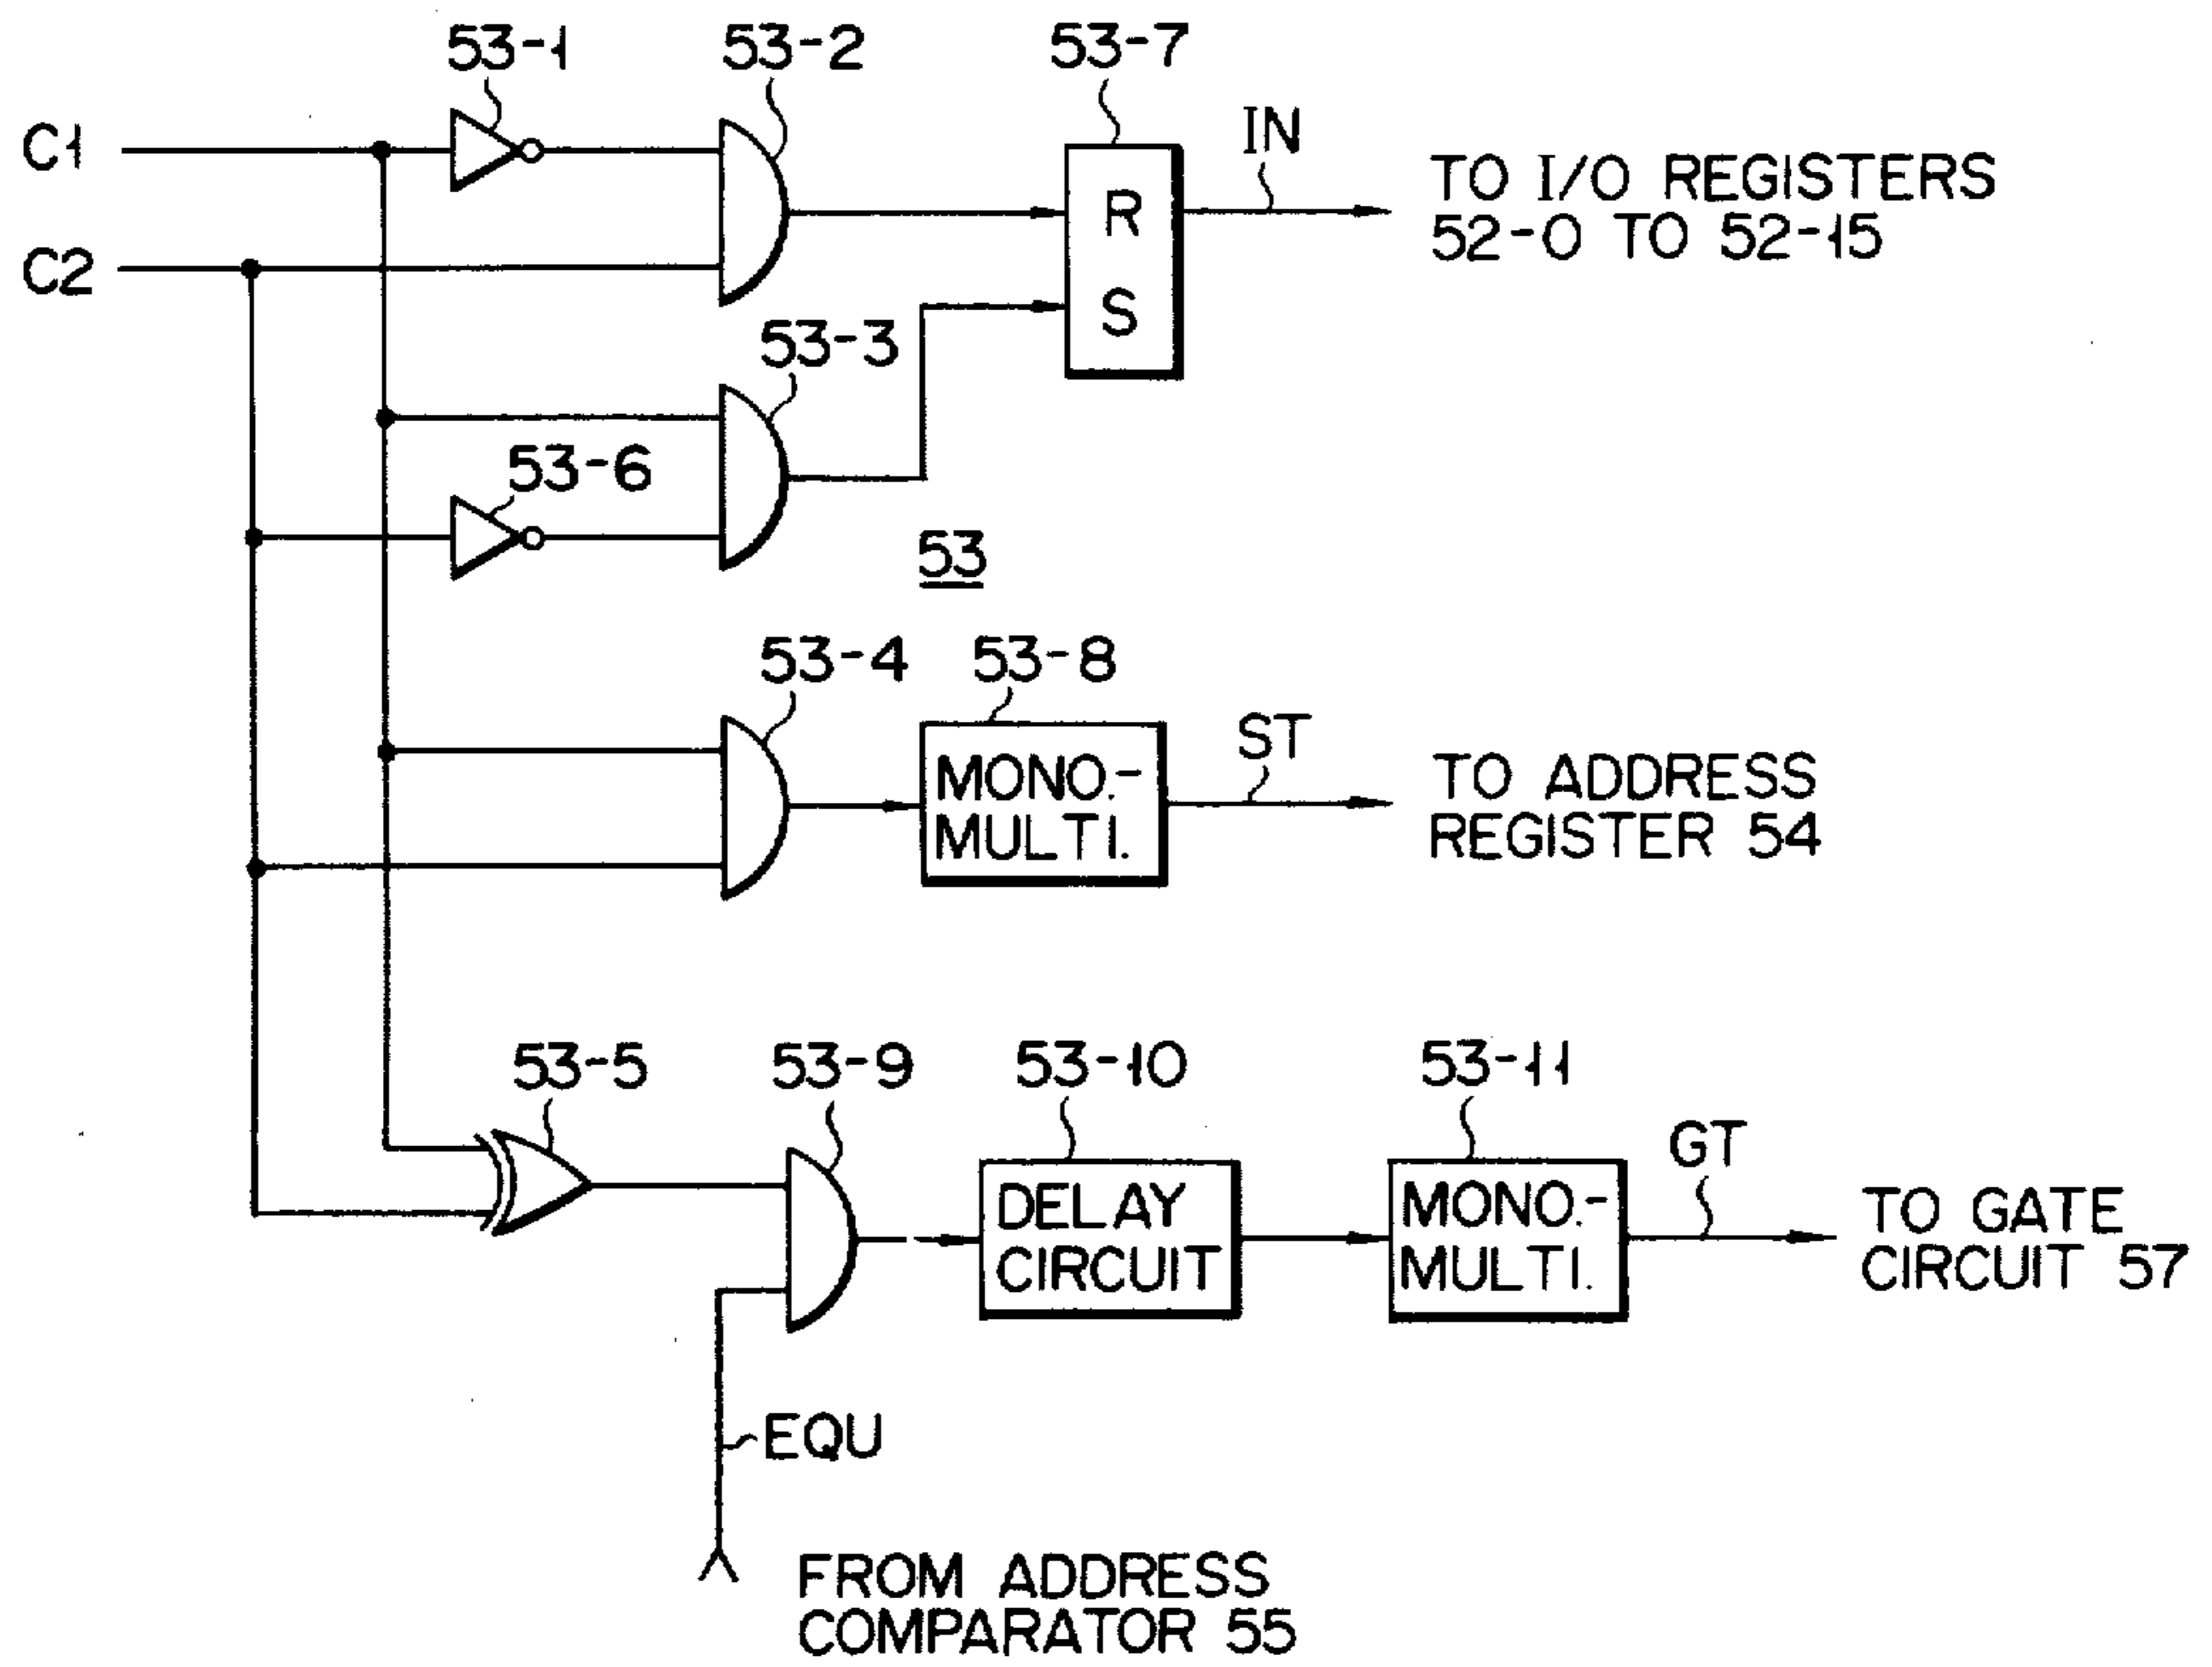 53-1
53-2
53-7
C1
IN
R
TO I/O REGISTERS
52-0 TO 52-15
C2
S
53-3
53-6
53
53-4
53-8
ST
MONO.-
MULTI.
TO ADDRESS
REGISTER 54
53-5
53-9
53-10
53-11
GT
DELAY
CIRCUIT
MONO.-
MULTI.
TO GATE
CIRCUIT 57
EQU
FROM ADDRESS
COMPARATOR 55